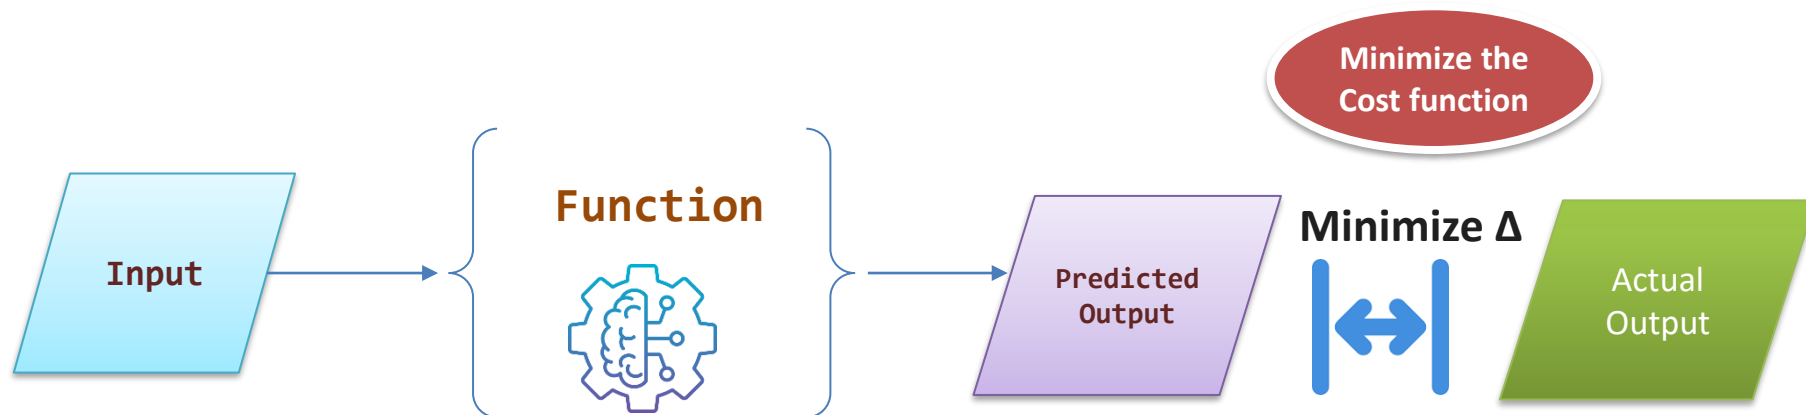 Minimize the
Cost function
Function
Input
Predicted
Output
Minimize Δ
Actual
Output